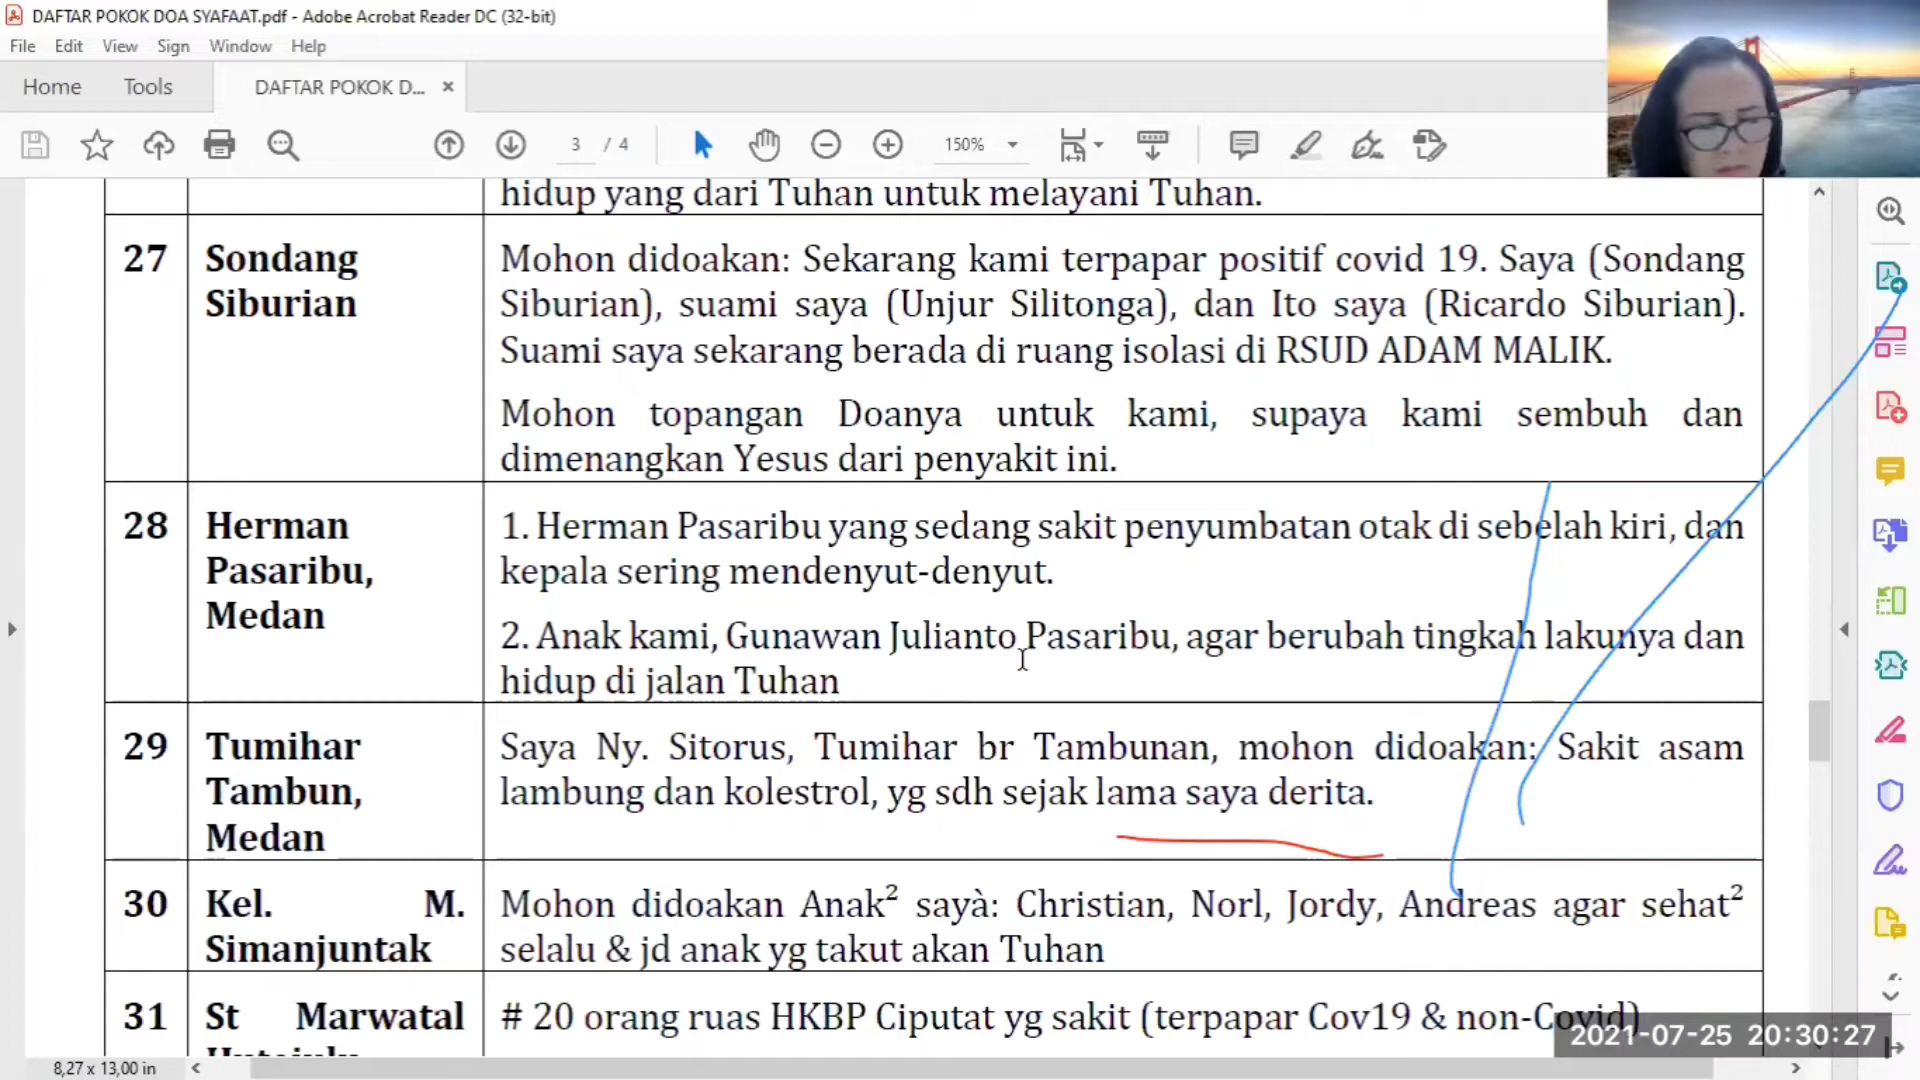 DAFTAR POKOK DOA SYAFAAT.pdf - Adobe Acrobat Reader DC (32-bit)
File Edit View Sign Window Help
Home Tools DAFTAR POKOK D... ×
3 / 4 150%
hidup yang dari Tuhan untuk melayani Tuhan.
27 Sondang Siburian
Mohon didoakan: Sekarang kami terpapar positif covid 19. Saya (Sondang
Siburian), suami saya (Unjur Silitonga), dan Ito saya (Ricardo Siburian).
Suami saya sekarang berada di ruang isolasi di RSUD ADAM MALIK.
Mohon topangan Doanya untuk kami, supaya kami sembuh dan
dimenangkan Yesus dari penyakit ini.
28 Herman
Pasaribu,
Medan
1. Herman Pasaribu yang sedang sakit penyumbatan otak di sebelah kiri, dan
kepala sering mendenyut-denyut.
2. Anak kami, Gunawan Julianto Pasaribu, agar berubah tingkah lakunya dan
hidup di jalan Tuhan
29 Tumihar
Tambun,
Medan
Saya Ny. Sitorus, Tumihar br Tambunan, mohon didoakan: Sakit asam
lambung dan kolestrol, yg sdh sejak lama saya derita.
30 Kel. M.
Simanjuntak
Mohon didoakan Anak² sayà: Christian, Norl, Jordy, Andreas agar sehat²
selalu & jd anak yg takut akan Tuhan
31 St Marwatal
# 20 orang ruas HKBP Ciputat yg sakit (terpapar Cov19 & non-Covid)
2021-07-25 20:30:27
8,27 x 13,00 in